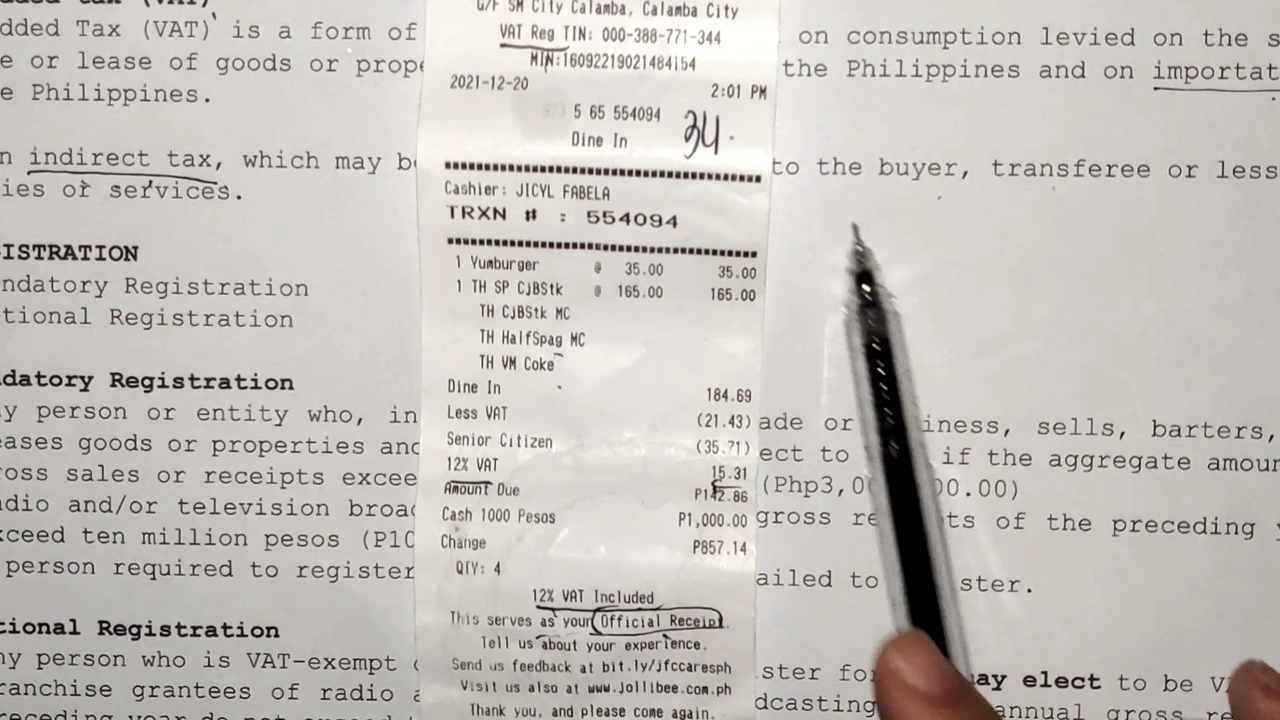 dded Tax (VAT) is a form of
e or lease of goods or prope
e Philippines.
n indirect tax, which may b
ies or services.
ISTRATION
ndatory Registration
tional Registration
datory Registration
y person or entity who, in
eases goods or properties and
ross sales or receipts excee
adio and/or television broad
xceed ten million pesos (P10
person required to register
tional Registration
ny person who is VAT-exempt
ranchise grantees of radio a
G/F SM City Calamba, Calamba City
VAT Reg TIN: 000-388-771-344
MIN:16092219021484154
2021-12-20 2:01 PM
5 65 554094
Dine In 34
Cashier: JICYL FABELA
TRXN # : 554094
1 Yumburger @ 35.00 35.00
1 TH SP CJBStk @ 165.00 165.00
TH CJBStk MC
TH HalfSpag MC
TH VM Coke
Dine In 184.69
Less VAT (21.43)
Senior Citizen (35.71)
12% VAT 15.31
Amount Due P142.86
Cash 1000 Pesos P1,000.00
Change P857.14
QTY: 4
12% VAT Included
This serves as your Official Receipt.
Tell us about your experience.
Send us feedback at bit.ly/jfccaresph
Visit us also at www.jollibee.com.ph
Thank you, and please come again.
on consumption levied on the s
the Philippines and on importat
to the buyer, transferee or less
ade or iness, sells, barters,
ect to if the aggregate amour
(Php3,0 00.00)
gross re ts of the preceding y
ailed to ster.
ster fo ay elect to be V
dcasting annual gross re